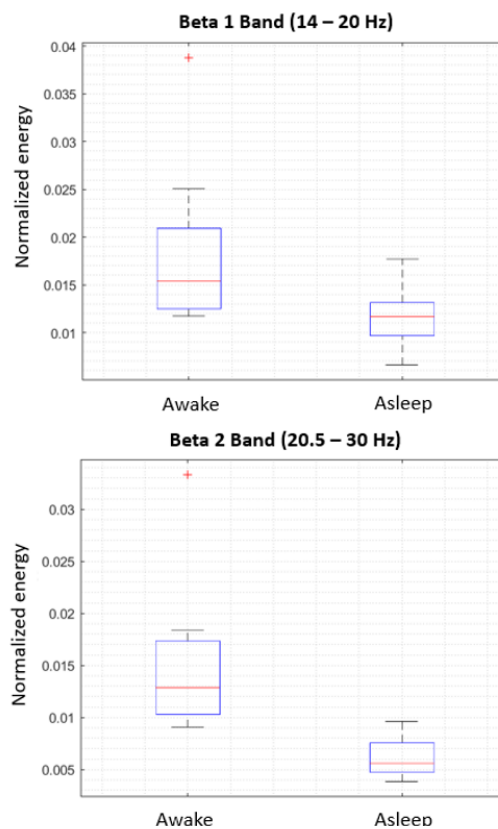 Beta 1 Band (14 – 20 Hz)
0.04
0.035
0.03
0.025
0.02
0.015
0.01
Normalized energy
Awake Asleep
Beta 2 Band (20.5 – 30 Hz)
0.03
0.025
0.02
0.015
0.01
0.005
Normalized energy
Awake Asleep